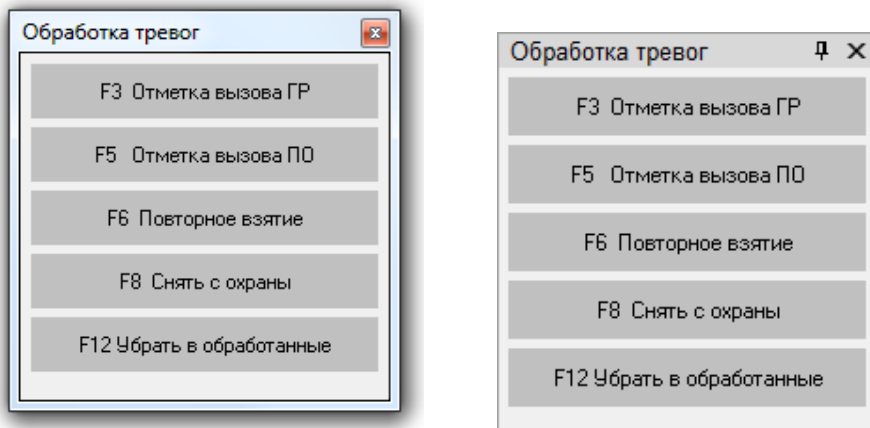 Обработка тревог
F3 Отметка вызова ГР
F5 Отметка вызова ПО
F6 Повторное взятие
F8 Снять с охраны
F12 Убрать в обработанные
Обработка тревог
F3 Отметка вызова ГР
F5 Отметка вызова ПО
F6 Повторное взятие
F8 Снять с охраны
F12 Убрать в обработанные